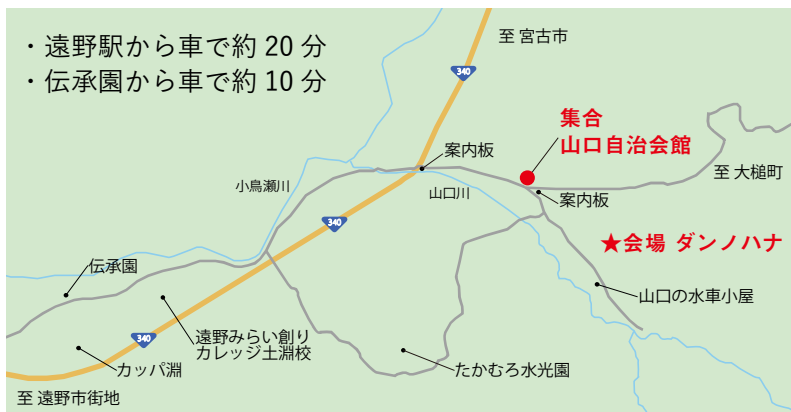 ・遠野駅から車で約 20 分
・伝承園から車で約 10 分
至 宮古市
340
集合
山口自治会館
案内板
至 大槌町
小烏瀬川
山口川
案内板
340
★会場 ダンノハナ
伝承園
山口の水車小屋
遠野みらい創り
カレッジ土淵校
340
カッパ淵
たかむろ水光園
至 遠野市街地